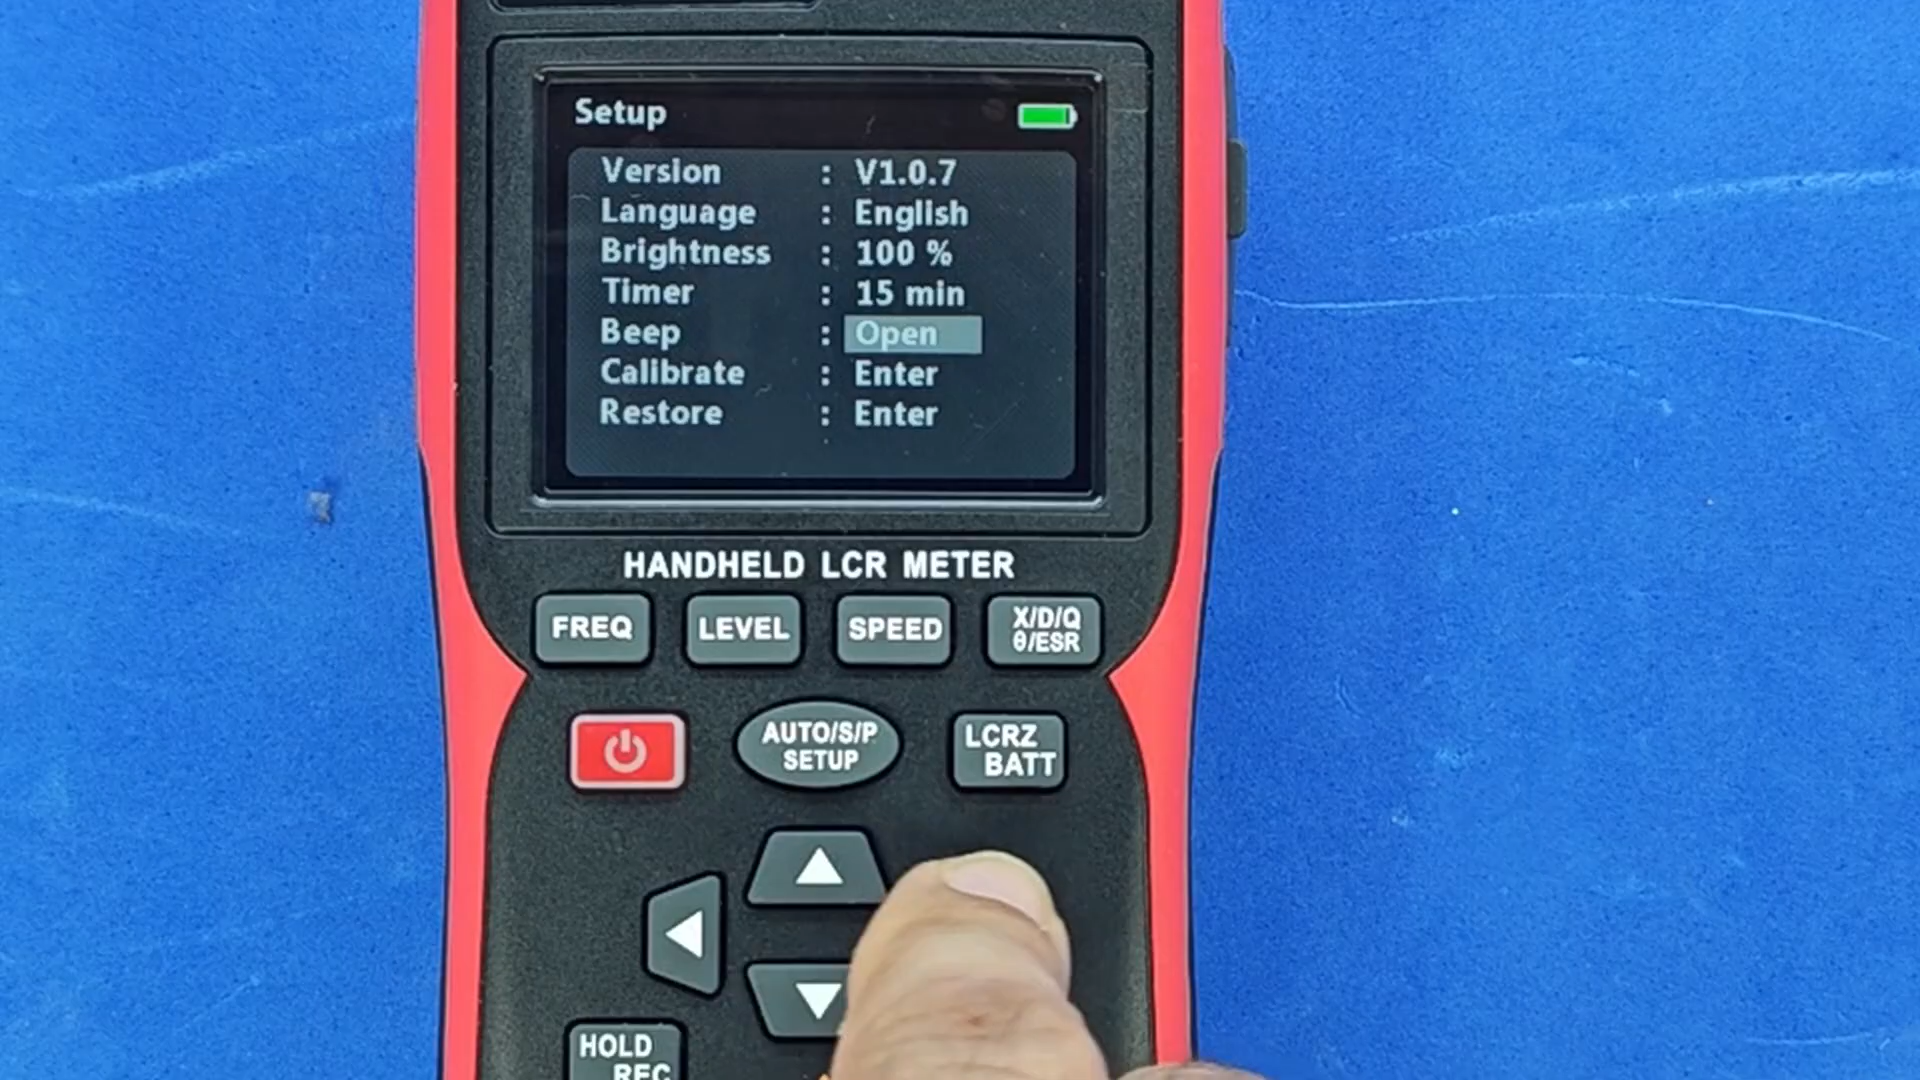 Setup
Version : V1.0.7
Language : English
Brightness : 100 %
Timer : 15 min
Beep : Open
Calibrate : Enter
Restore : Enter
HANDHELD LCR METER
FREQ
LEVEL
SPEED
X/D/Q
θ/ESR
AUTO/S/P
SETUP
LCRZ
BATT
HOLD
REC